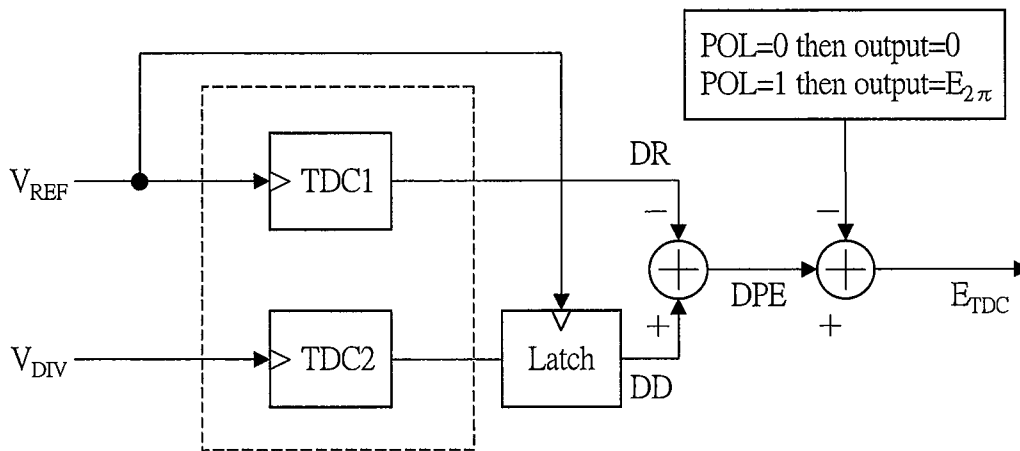 POL=0 then output=0
POL=1 then output=E2π
VREF
TDC1
DR
−
−
DPE
ETDC
+
+
VDIV
TDC2
Latch
DD